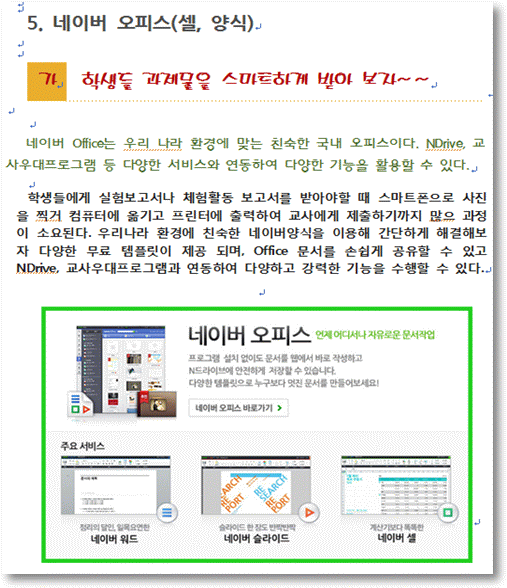 5. 네이버 오피스(셀, 양식)
가 학생들 과제물을 스마트하게 받아 보자~~
네이버 Office는 우리 나라 환경에 맞는 친숙한 국내 오피스이다. NDrive, 교
사우대프로그램 등 다양한 서비스와 연동하여 다양한 기능을 활용할 수 있다.
학생들에게 실험보고서나 체험활동 보고서를 받아야할 때 스마트폰으로 사진
을 찍거 컴퓨터에 옮기고 프린터에 출력하여 교사에게 제출하기까지 많으 과정
이 소요된다. 우리나라 환경에 친숙한 네이버양식을 이용해 간단하게 해결해보
자 다양한 무료 템플릿이 제공 되며, Office 문서를 손쉽게 공유할 수 있고
NDrive, 교사우대프로그램과 연동하여 다양하고 강력한 기능을 수행할 수 있다.
네이버 오피스 언제 어디서나 자유로운 문서작업
프로그램 설치 없이도 문서를 웹에서 바로 작성하고
N드라이브에 안전하게 저장할 수 있습니다.
다양한 템플릿으로 누구보다 멋진 문서를 만들어보세요!
네이버 오피스 바로가기 >
주요 서비스
RE SEARCH REPORT
정리의 달인, 일목요연한
네이버 워드
슬라이드 한 장도 반짝반짝
네이버 슬라이드
계산기보다 똑똑한
네이버 셀